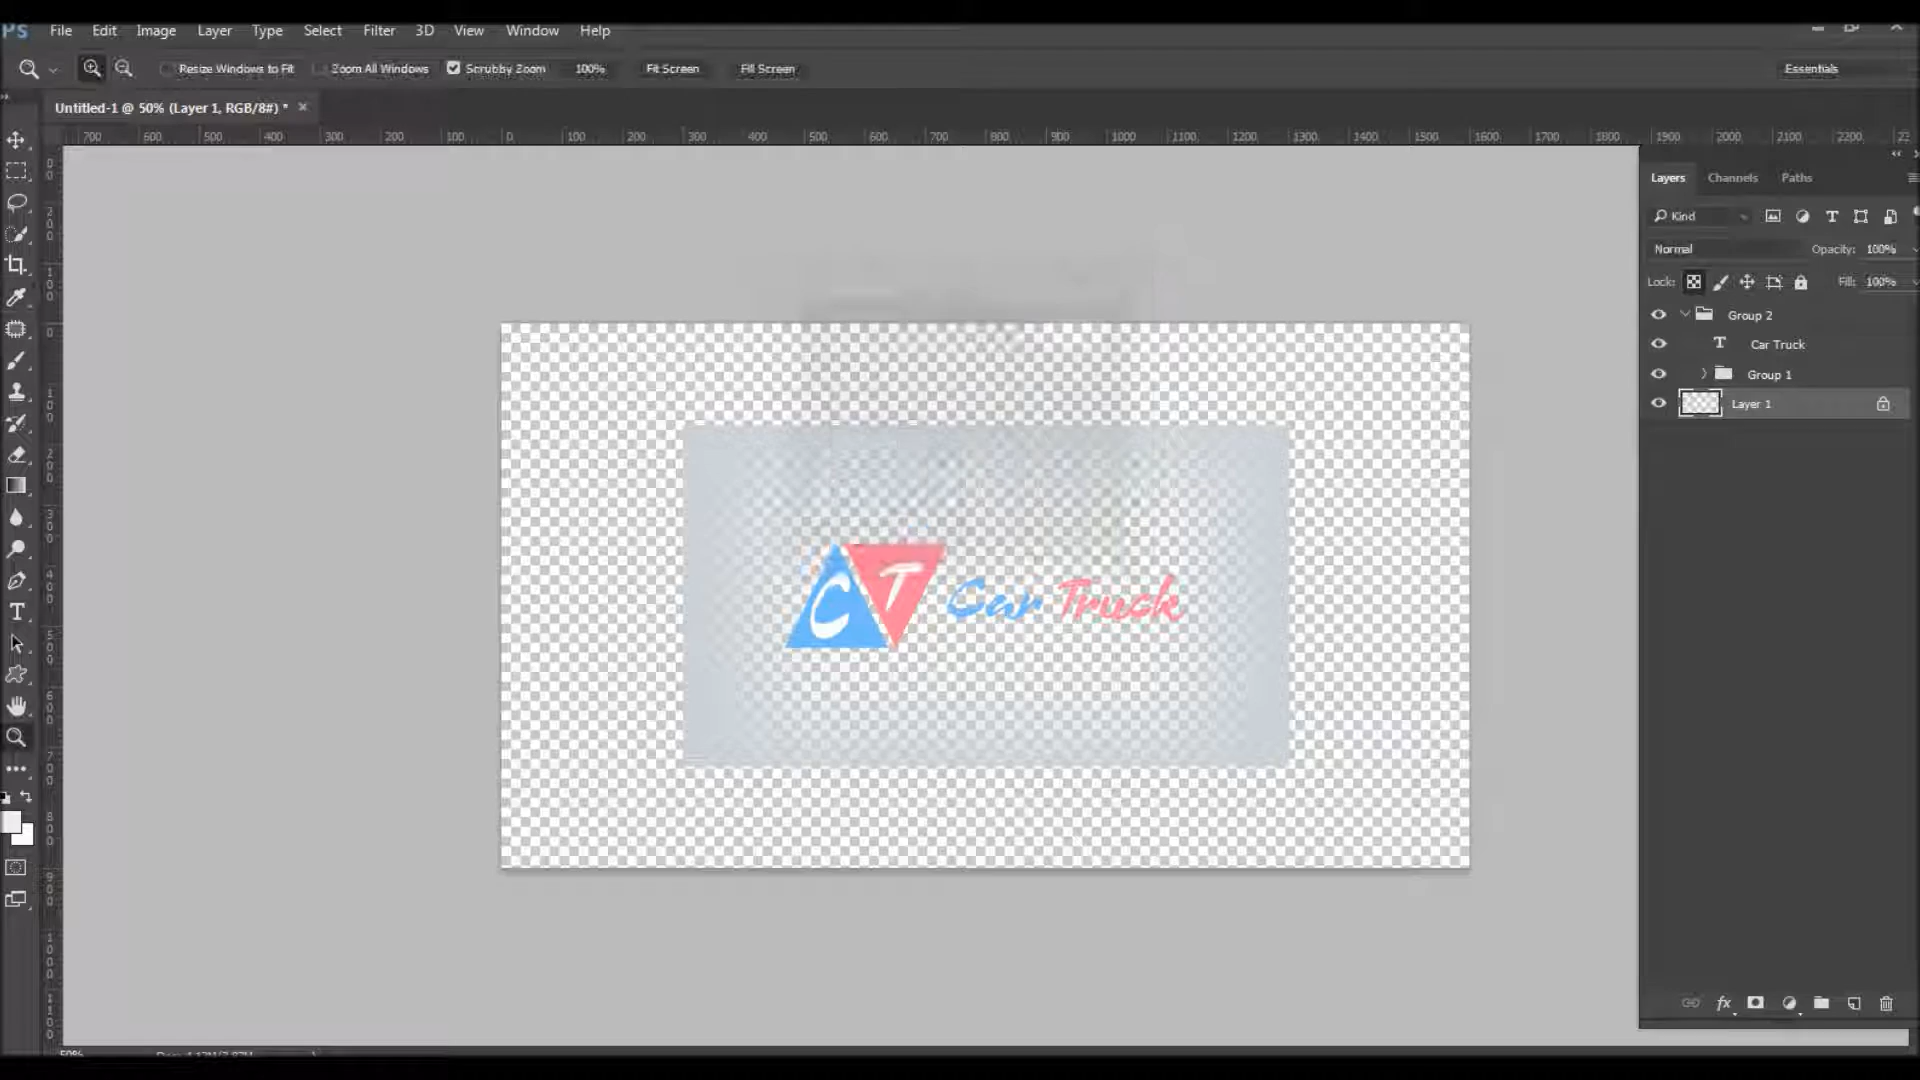 Ps File Edit Image Layer Type Select Filter 3D View Window Help
Resize Windows to Fit Zoom All Windows Scrubby Zoom 100% Fit Screen Fill Screen Essentials
Untitled-1 @ 50% (Layer 1, RGB/8#) * ×
700 600 500 400 300 200 100 0 100 200 300 400 500 600 700 800 900 1000 1100 1200 1300 1400 1500 1600 1700 1800 1900 2000 2100 2200 23
Layers Channels Paths
Kind
Normal Opacity: 100%
Lock: Fill: 100%
Group 2
T Car Truck
Group 1
Layer 1
C T Car Truck
fx
50%